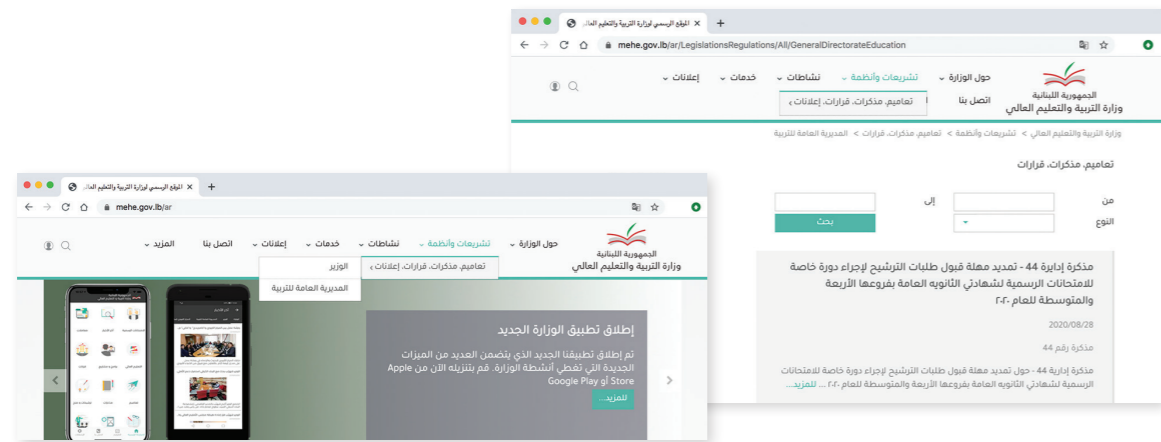 الموقع الرسمي لوزارة التربية والتعليم العالـ
mehe.gov.lb/ar/LegislationsRegulations/All/GeneralDirectorateEducation
الجمهورية اللبنانية
وزارة التربية والتعليم العالي
حول الوزارة
تشريعات وأنظمة
نشاطات
خدمات
إعلانات
اتصل بنا
تعاميم، مذكرات، قرارات، إعلانات
وزارة التربية والتعليم العالي > تشريعات وأنظمة > تعاميم، مذكرات، قرارات > المديرية العامة للتربية
تعاميم، مذكرات، قرارات
من
إلى
النوع
بحث
مذكرة إدارية 44 - تمديد مهلة قبول طلبات الترشيح لإجراء دورة خاصة
للامتحانات الرسمية لشهادتي الثانويه العامة بفروعها الأربعة
والمتوسطة للعام ٢٠٢٠
2020/08/28
مذكرة رقم 44
مذكرة إدارية 44 - حول تمديد مهلة قبول طلبات الترشيح لإجراء دورة خاصة للامتحانات
الرسمية لشهادتي الثانويه العامة بفروعها الأربعة والمتوسطة للعام ٢٠٢٠ ... للمزيد...
الموقع الرسمي لوزارة التربية والتعليم العالـ
mehe.gov.lb/ar
الجمهورية اللبنانية
وزارة التربية والتعليم العالي
حول الوزارة
تشريعات وأنظمة
نشاطات
خدمات
إعلانات
اتصل بنا
المزيد
تعاميم، مذكرات، قرارات، إعلانات
الوزير
المديرية العامة للتربية
إطلاق تطبيق الوزارة الجديد
تم إطلاق تطبيقنا الجديد الذي يتضمن العديد من الميزات
الجديدة التي تغطي أنشطة الوزارة. قم بتنزيله الآن من Apple
Store أو Google Play
للمزيد...